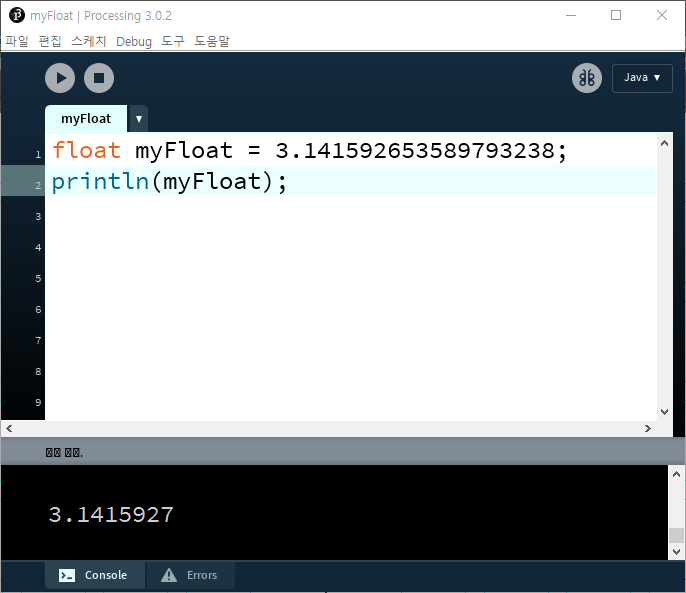 myFloat | Processing 3.0.2
파일 편집 스케치 Debug 도구 도움말
Java ▾
myFloat ▾
1 float myFloat = 3.141592653589793238;
2 println(myFloat);
3
4
5
6
7
8
9
3.1415927
Console Errors